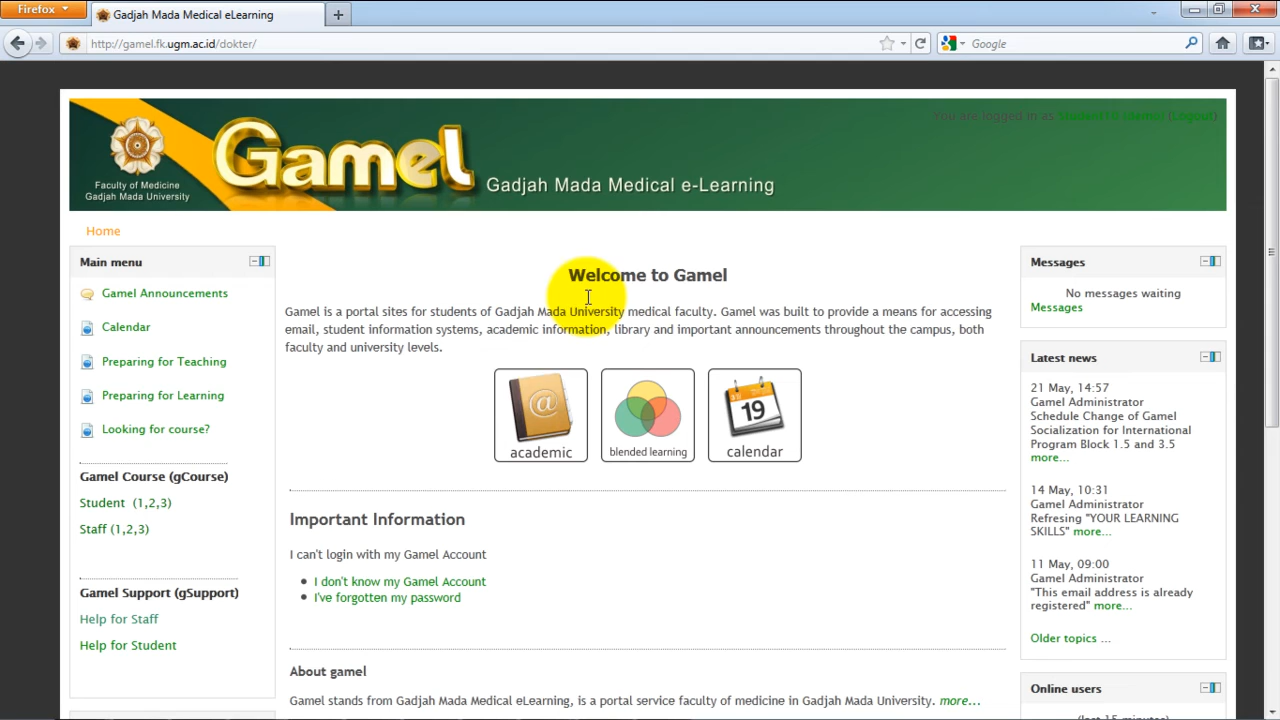 Firefox
Gadjah Mada Medical eLearning
http://gamel.fk.ugm.ac.id/dokter/
Google
You are logged in as Student10 (Logout)
Faculty of Medicine
Gadjah Mada University
Gamel
Gadjah Mada Medical e-Learning
Home
Main menu
Gamel Announcements
Calendar
Preparing for Teaching
Preparing for Learning
Looking for course?
Gamel Course (gCourse)
Student (1,2,3)
Staff (1,2,3)
Gamel Support (gSupport)
Help for Staff
Help for Student
Welcome to Gamel
Gamel is a portal sites for students of Gadjah Mada University medical faculty. Gamel was built to provide a means for accessing
email, student information systems, academic information, library and important announcements throughout the campus, both
faculty and university levels.
@
academic
blended learning
19
calendar
Important Information
I can't login with my Gamel Account
I don't know my Gamel Account
I've forgotten my password
About gamel
Gamel stands from Gadjah Mada Medical eLearning, is a portal service faculty of medicine in Gadjah Mada University. more...
Messages
No messages waiting
Messages
Latest news
21 May, 14:57
Gamel Administrator
Schedule Change of Gamel
Socialization for International
Program Block 1.5 and 3.5
more...
14 May, 10:31
Gamel Administrator
Refresing "YOUR LEARNING
SKILLS" more...
11 May, 09:00
Gamel Administrator
"This email address is already
registered" more...
Older topics ...
Online users
(last 15 minutes)